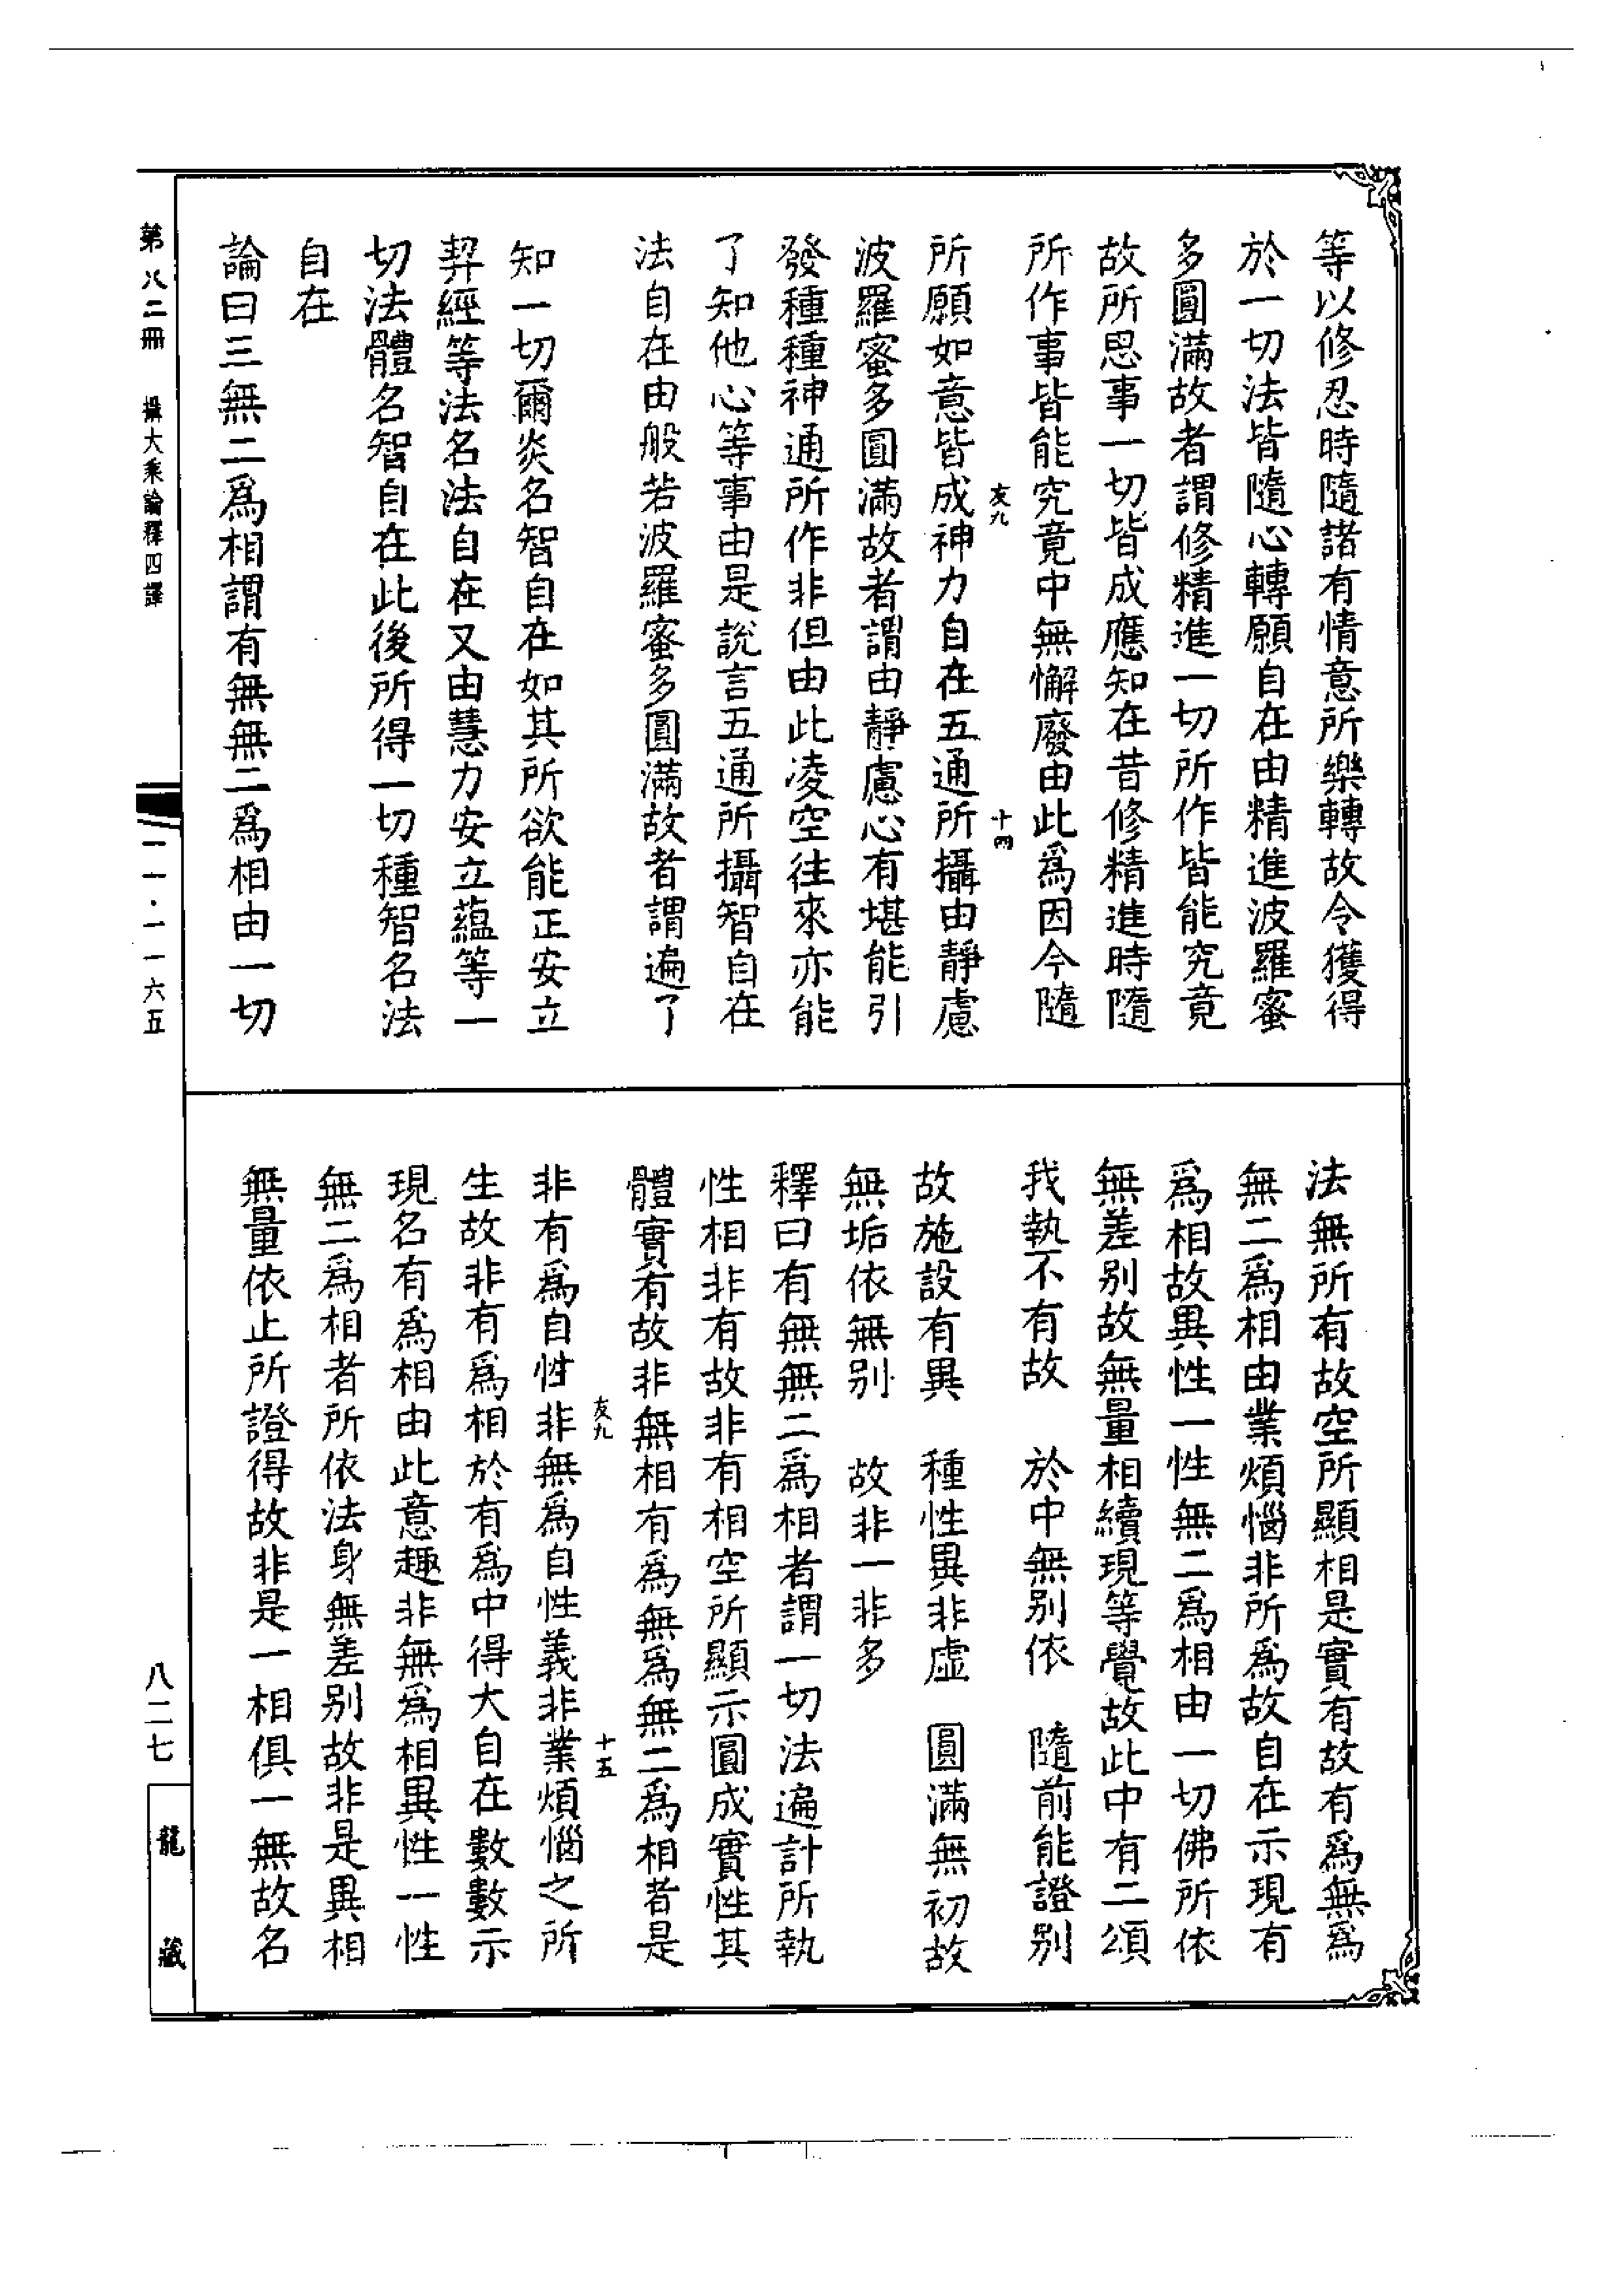 等以修忍時隨諸有情意所樂轉故令獲得
於一切法皆隨心轉願自在由精進波羅蜜
多圓滿故者謂修精進一切所作皆能究竟
故所思事一切皆成應知在昔修精進時隨
所作事皆能究竟中無懈廢由此爲因今隨
友九 十四
所願如意皆成神力自在五通所攝由靜慮
波羅蜜多圓滿故者謂由靜慮心有堪能引
發種種神通所作非但由此凌空往來亦能
了知他心等事由是說言五通所攝智自在
法自在由般若波羅蜜多圓滿故者謂遍了
知一切爾炎名智自在如其所欲能正安立
契經等法名法自在又由慧力安立蘊等一
切法體名智自在此後所得一切種智名法
自在
論曰三無二爲相謂有無無二爲相由一切
法無所有故空所顯相是實有故有爲無爲
無二爲相由業煩惱非所爲故自在示現有
爲相故異性一性無二爲相由一切佛所依
無差別故無量相續現等覺故此中有二頌
我執不有故 於中無別依 隨前能證別
故施設有異 種性異非虛 圓滿無初故
無垢依無別 故非一非多
釋曰有無無二爲相者謂一切法遍計所執
性相非有故非有相空所顯示圓成實性其
體實有故非無相有爲無爲無二爲相者是
友九 十五
非有爲自性非無爲自性義非業煩惱之所
生故非有爲相於有爲中得大自在數數示
現名有爲相由此意趣非無爲相異性一性
無二爲相者所依法身無差別故非是異相
無量依止所證得故非是一相俱一無故名
第八二冊 攝大乘論釋四譯 一一一·一一六五 八二七 龍藏